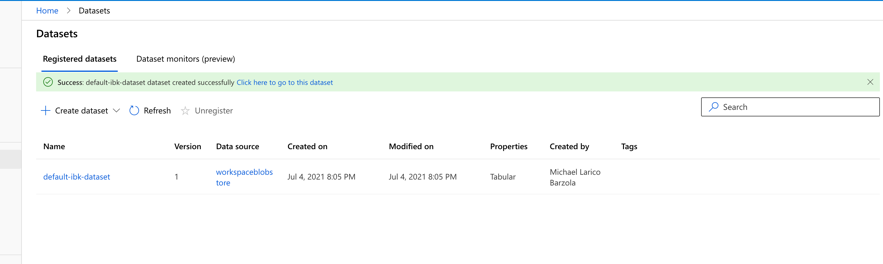 Home > Datasets
Datasets
Registered datasets Dataset monitors (preview)
Success: default-ibk-dataset dataset created successfully Click here to go to this dataset
Create dataset Refresh Unregister Search
Name Version Data source Created on Modified on Properties Created by Tags
default-ibk-dataset 1 workspaceblobs
tore Jul 4, 2021 8:05 PM Jul 4, 2021 8:05 PM Tabular Michael Larico
Barzola